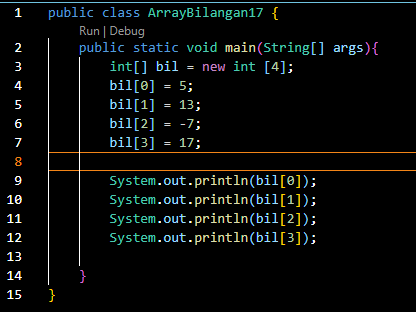 1 public class ArrayBilangan17 {
Run | Debug
2 public static void main(String[] args){
3 int[] bil = new int [4];
4 bil[0] = 5;
5 bil[1] = 13;
6 bil[2] = -7;
7 bil[3] = 17;
8
9 System.out.println(bil[0]);
10 System.out.println(bil[1]);
11 System.out.println(bil[2]);
12 System.out.println(bil[3]);
13
14 }
15 }